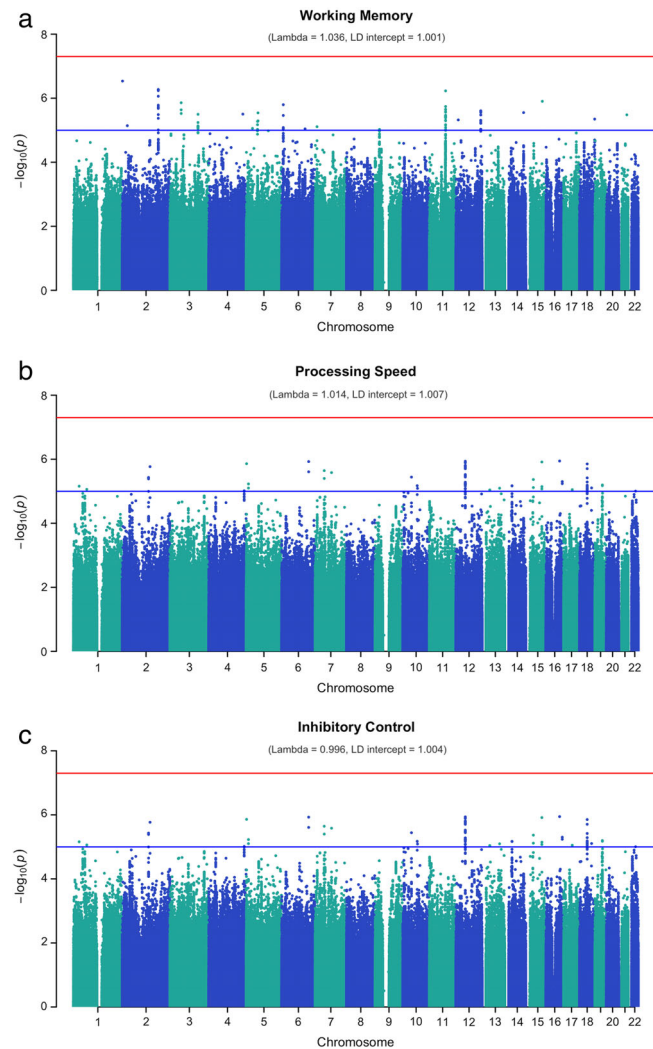 a
Working Memory
(Lambda = 1.036, LD intercept = 1.001)
8
6
4
2
0
−log10(p)
1 2 3 4 5 6 7 8 9 10 11 12 13 14 15 16 17 18 19 20 22
Chromosome
b
Processing Speed
(Lambda = 1.014, LD intercept = 1.007)
8
6
4
2
0
−log10(p)
1 2 3 4 5 6 7 8 9 10 11 12 13 14 15 16 17 18 20 22
Chromosome
c
Inhibitory Control
(Lambda = 0.996, LD intercept = 1.004)
8
6
4
2
0
−log10(p)
1 2 3 4 5 6 7 8 9 10 11 12 13 14 15 16 17 18 20 22
Chromosome